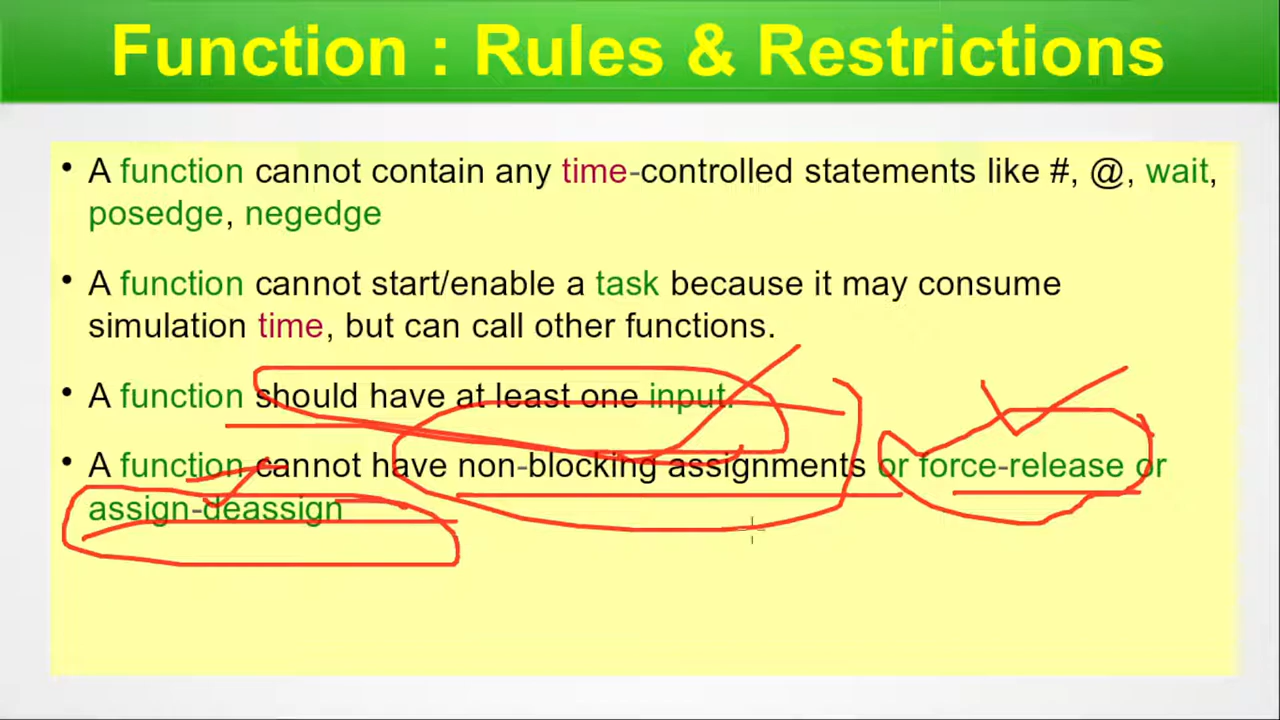 Function : Rules & Restrictions
• A function cannot contain any time-controlled statements like #, @, wait,
posedge, negedge
• A function cannot start/enable a task because it may consume
simulation time, but can call other functions.
• A function should have at least one input.
• A function cannot have non-blocking assignments or force-release or
assign-deassign